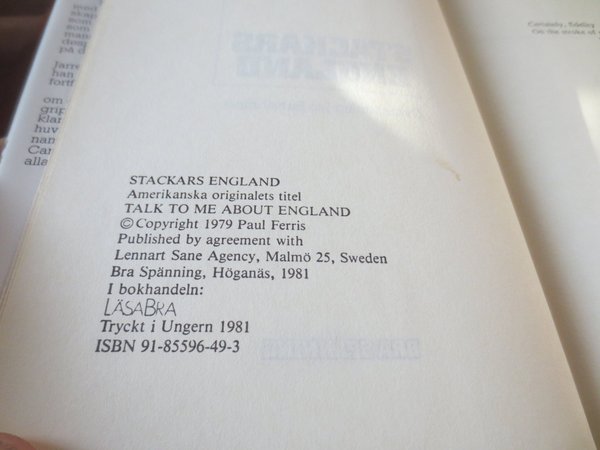 STACKARS ENGLAND
Amerikanska originalets titel
TALK TO ME ABOUT ENGLAND
© Copyright 1979 Paul Ferris
Published by agreement with
Lennart Sane Agency, Malmö 25, Sweden
Bra Spänning, Höganäs, 1981
I bokhandeln:
LÄSABRA
Tryckt i Ungern 1981
ISBN 91-85596-49-3